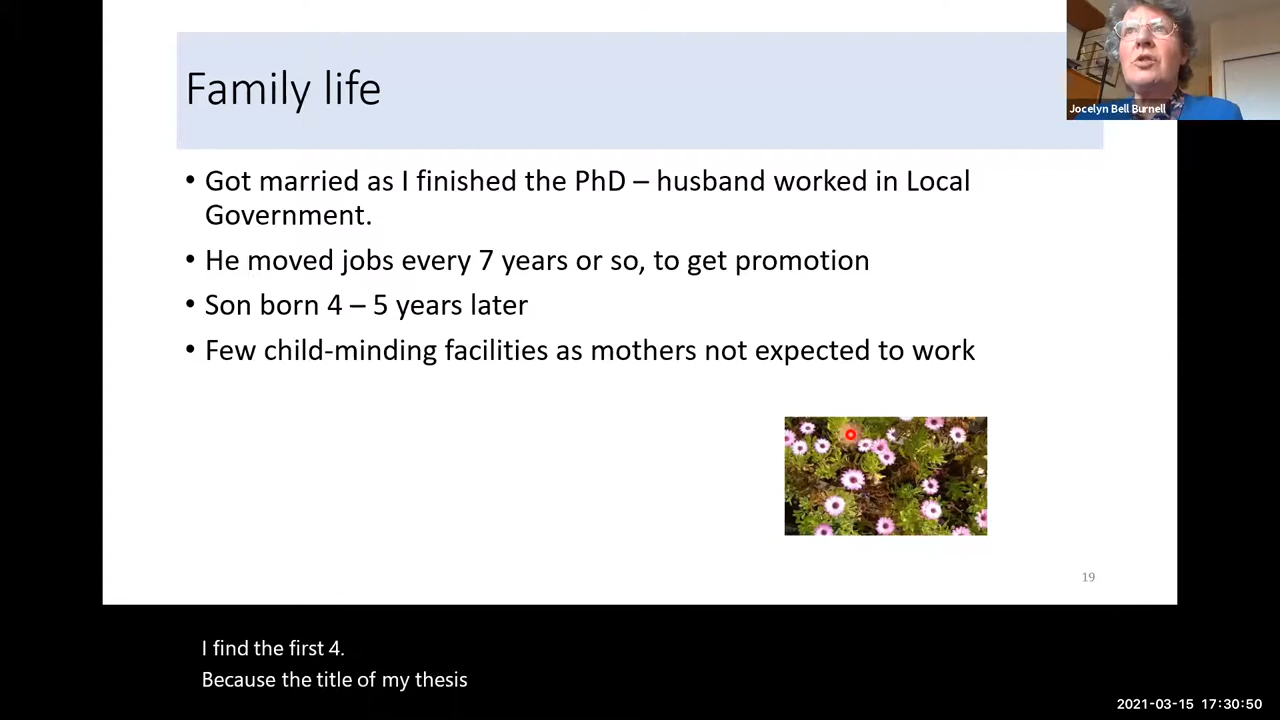 Family life
Jocelyn Bell Burnell
• Got married as I finished the PhD – husband worked in Local
Government.
• He moved jobs every 7 years or so, to get promotion
• Son born 4 – 5 years later
• Few child-minding facilities as mothers not expected to work
19
I find the first 4.
Because the title of my thesis
2021-03-15 17:30:50